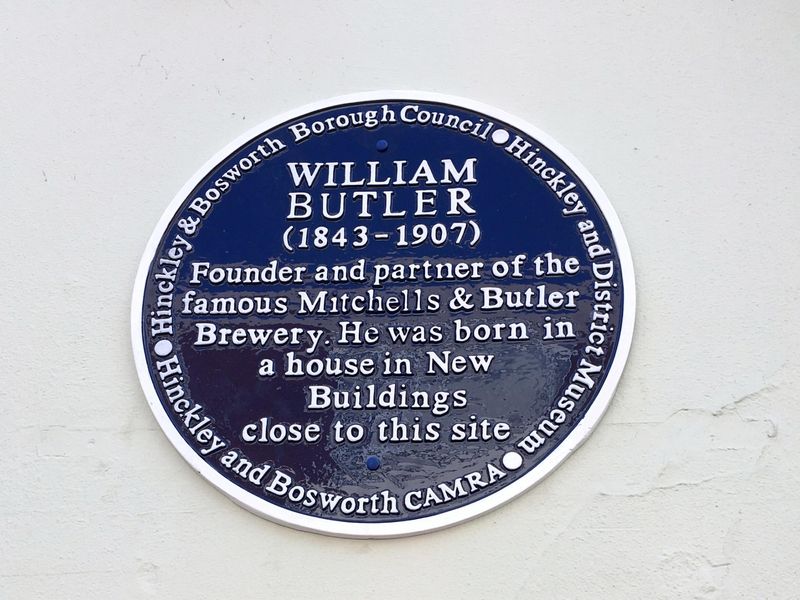 Hinckley & Bosworth Borough Council
Hinckley and District Museum
Hinckley and Bosworth CAMRA
WILLIAM
BUTLER
(1843-1907)
Founder and partner of the
famous Mitchells & Butler
Brewery. He was born in
a house in New
Buildings
close to this site